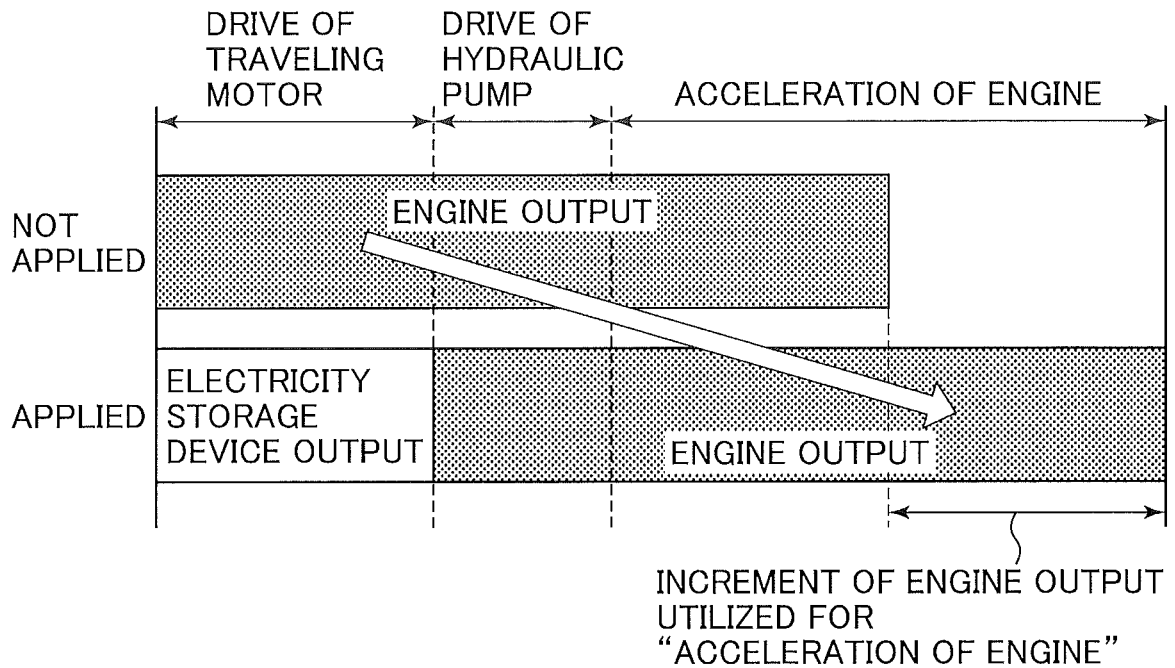 DRIVE OF
TRAVELING
MOTOR
DRIVE OF
HYDRAULIC
PUMP
ACCELERATION OF ENGINE
NOT
APPLIED
ENGINE OUTPUT
APPLIED
ELECTRICITY
STORAGE
DEVICE OUTPUT
ENGINE OUTPUT
INCREMENT OF ENGINE OUTPUT
UTILIZED FOR
“ACCELERATION OF ENGINE”